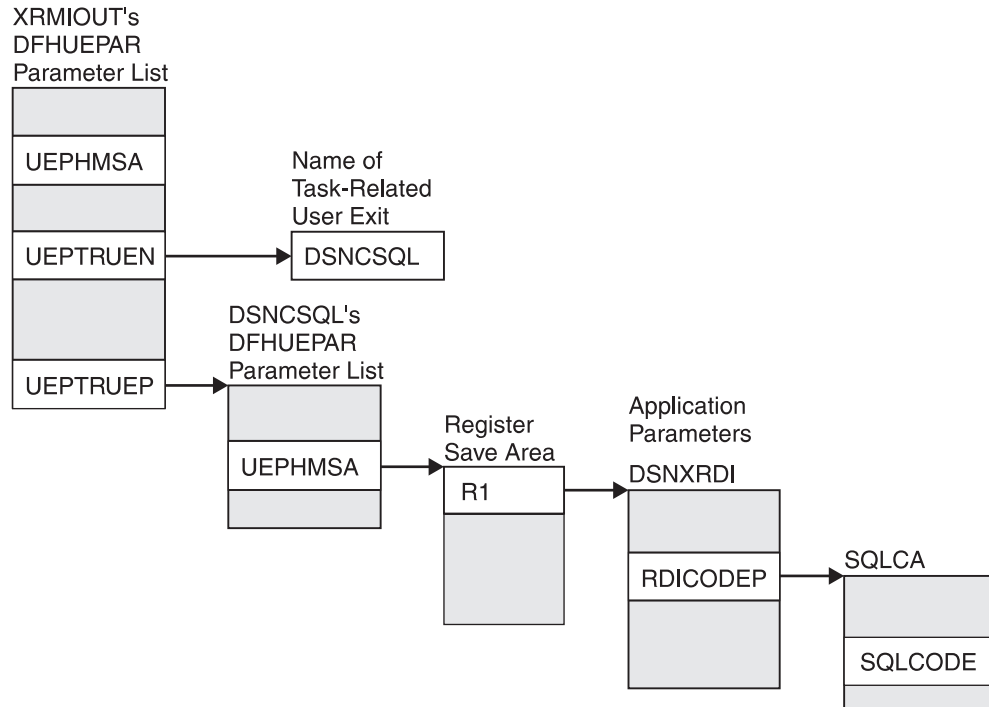 XRMIOUT's
DFHUEPAR
Parameter List
UEPHMSA
UEPTRUEN
UEPTRUEP
Name of
Task-Related
User Exit
DSNCSQL
DSNCSQL's
DFHUEPAR
Parameter List
UEPHMSA
Register
Save Area
R1
Application
Parameters
DSNXRDI
RDICODEP
SQLCA
SQLCODE